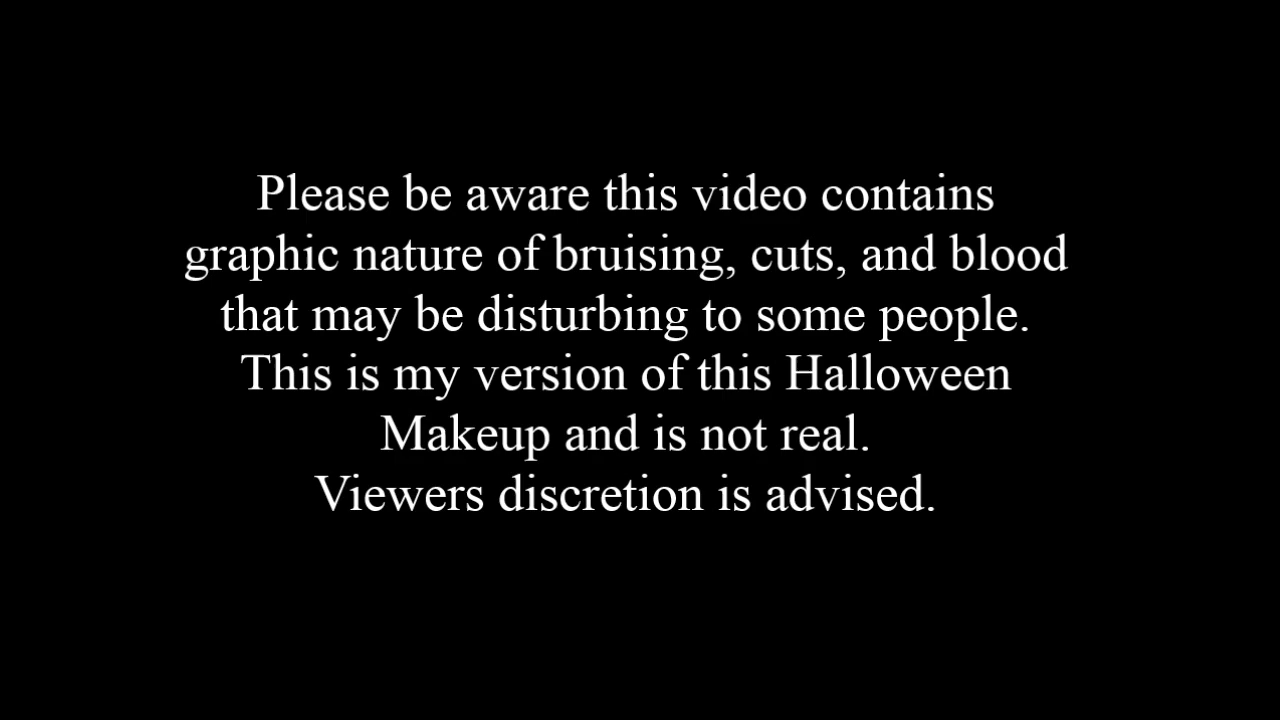 Please be aware this video contains
graphic nature of bruising, cuts, and blood
that may be disturbing to some people.
This is my version of this Halloween
Makeup and is not real.
Viewers discretion is advised.